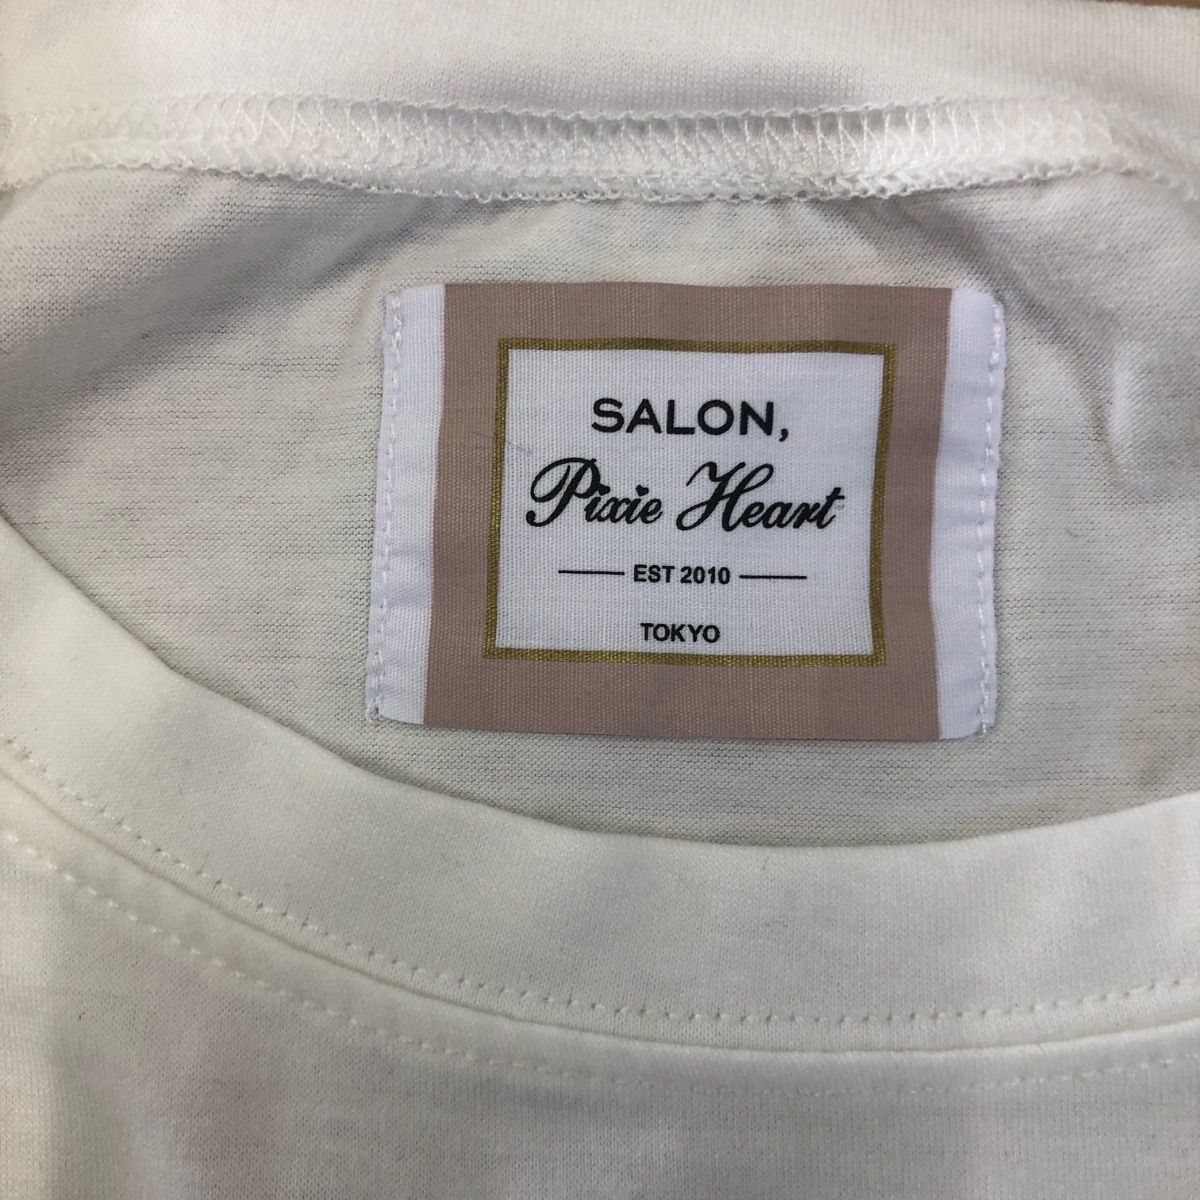 SALON,
Pixie Heart
EST 2010
TOKYO